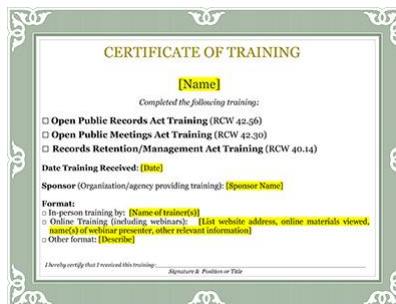 CERTIFICATE OF TRAINING
[Name]
Completed the following training:
□ Open Public Records Act Training (RCW 42.56)
□ Open Public Meetings Act Training (RCW 42.30)
□ Records Retention/Management Act Training (RCW 40.14)
Date Training Received: [Date]
Sponsor (Organization/agency providing training): [Sponsor Name]
Format:
□ In-person training by: [Name of trainer(s)]
□ Online Training (including webinars): [List website address, online materials viewed,
name(s) of webinar presenter, other relevant information]
□ Other format: [Describe]
I hereby certify that I received this training:
Signature & Position or Title